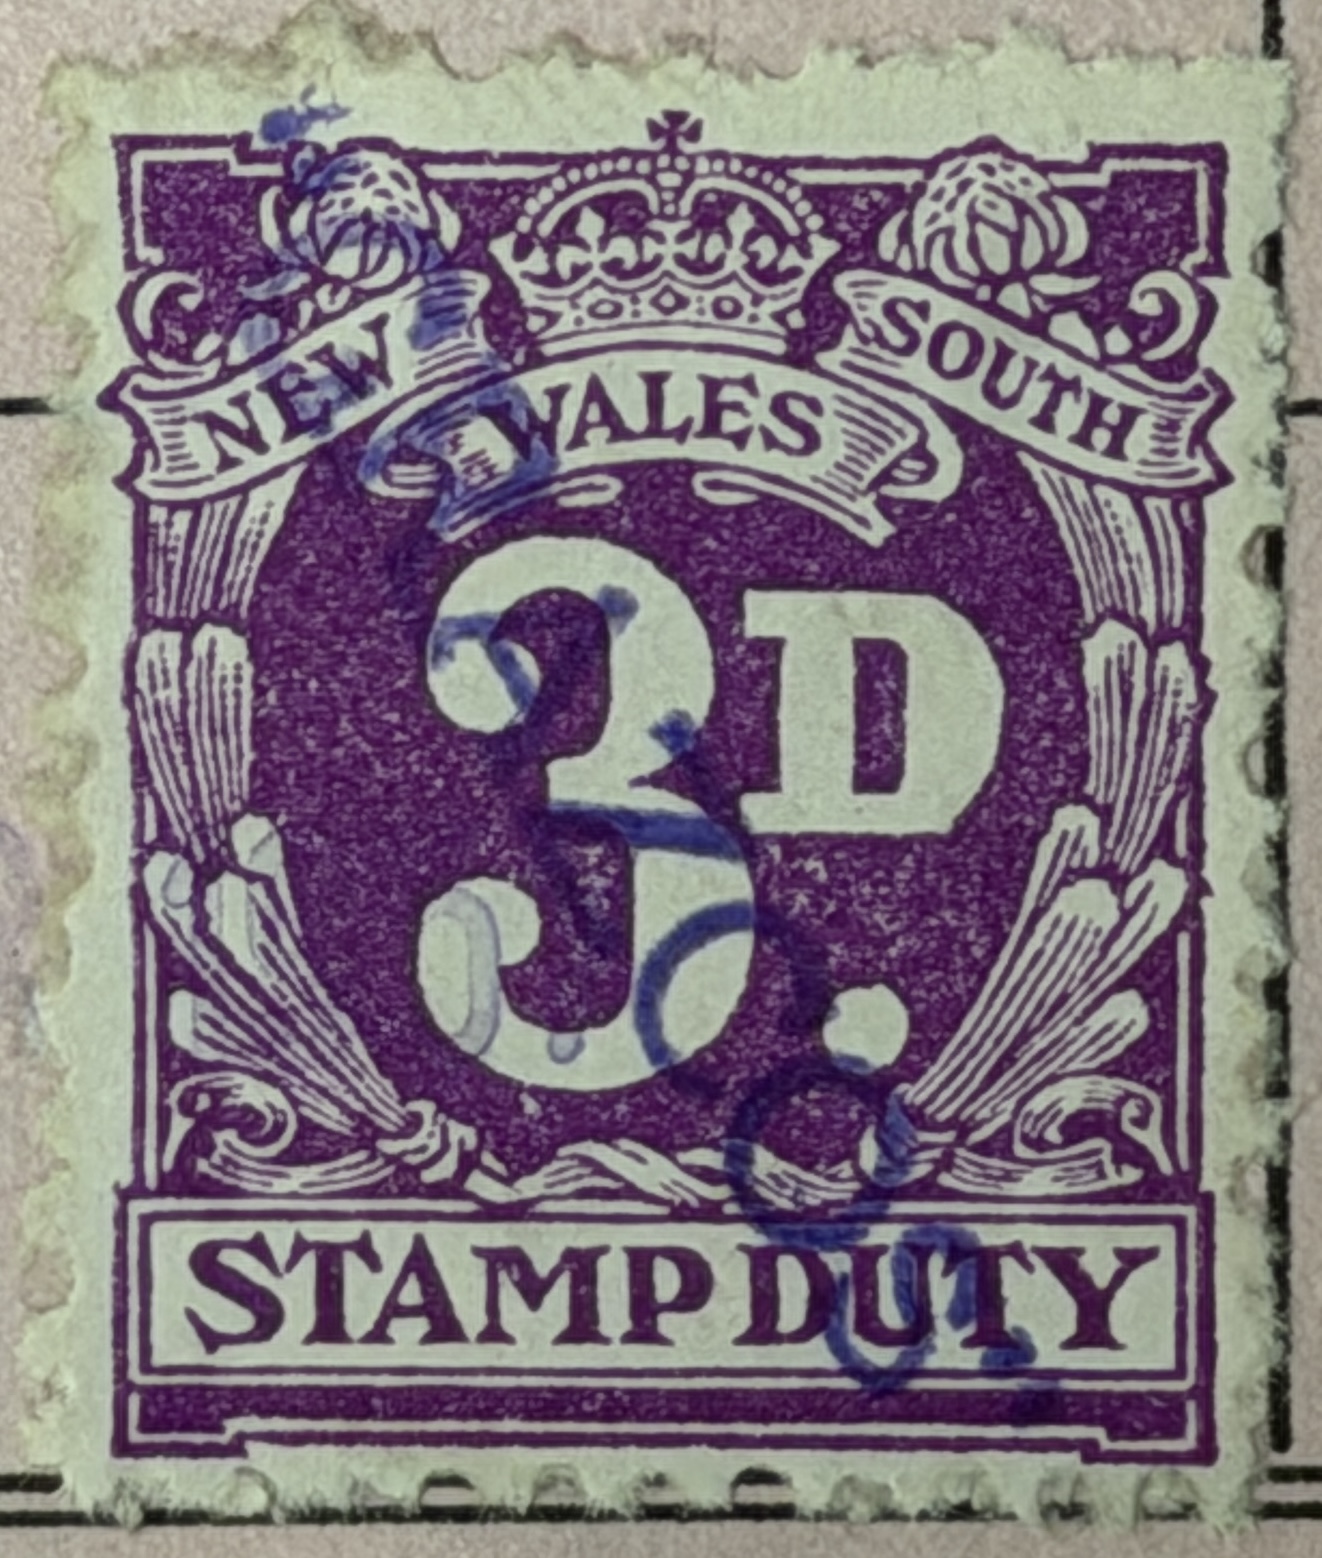 NEW SOUTH
WALES
3D.
STAMP DUTY